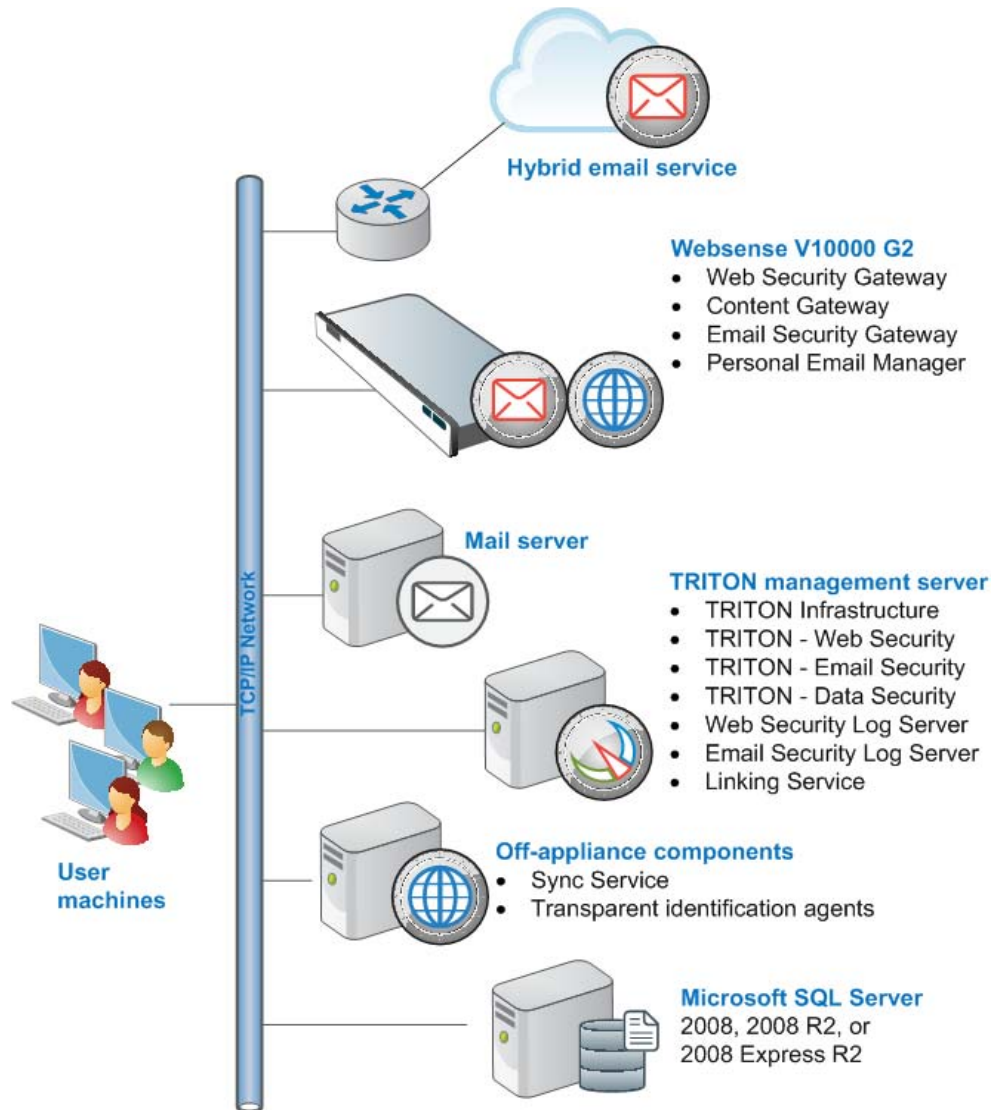 Hybrid email service
Websense V10000 G2
• Web Security Gateway
• Content Gateway
• Email Security Gateway
• Personal Email Manager
Mail server
TRITON management server
• TRITON Infrastructure
• TRITON - Web Security
• TRITON - Email Security
• TRITON - Data Security
• Web Security Log Server
• Email Security Log Server
• Linking Service
TCP/IP Network
User
machines
Off-appliance components
• Sync Service
• Transparent identification agents
Microsoft SQL Server
2008, 2008 R2, or
2008 Express R2